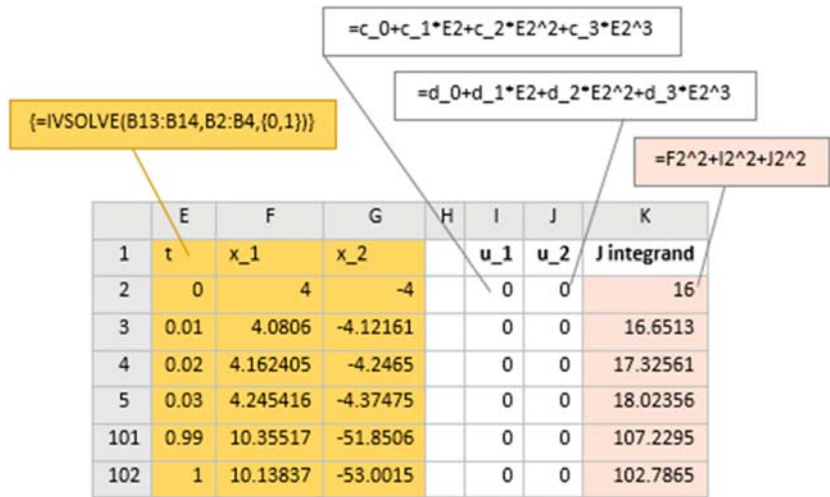 =c_0+c_1*E2+c_2*E2^2+c_3*E2^3
=d_0+d_1*E2+d_2*E2^2+d_3*E2^3
{=IVSOLVE(B13:B14,B2:B4,{0,1})}
=F2^2+I2^2+J2^2
E F G H I J K
1 t x_1 x_2 u_1 u_2 J integrand
2 0 4 -4 0 0 16
3 0.01 4.0806 -4.12161 0 0 16.6513
4 0.02 4.162405 -4.2465 0 0 17.32561
5 0.03 4.245416 -4.37475 0 0 18.02356
101 0.99 10.35517 -51.8506 0 0 107.2295
102 1 10.13837 -53.0015 0 0 102.7865